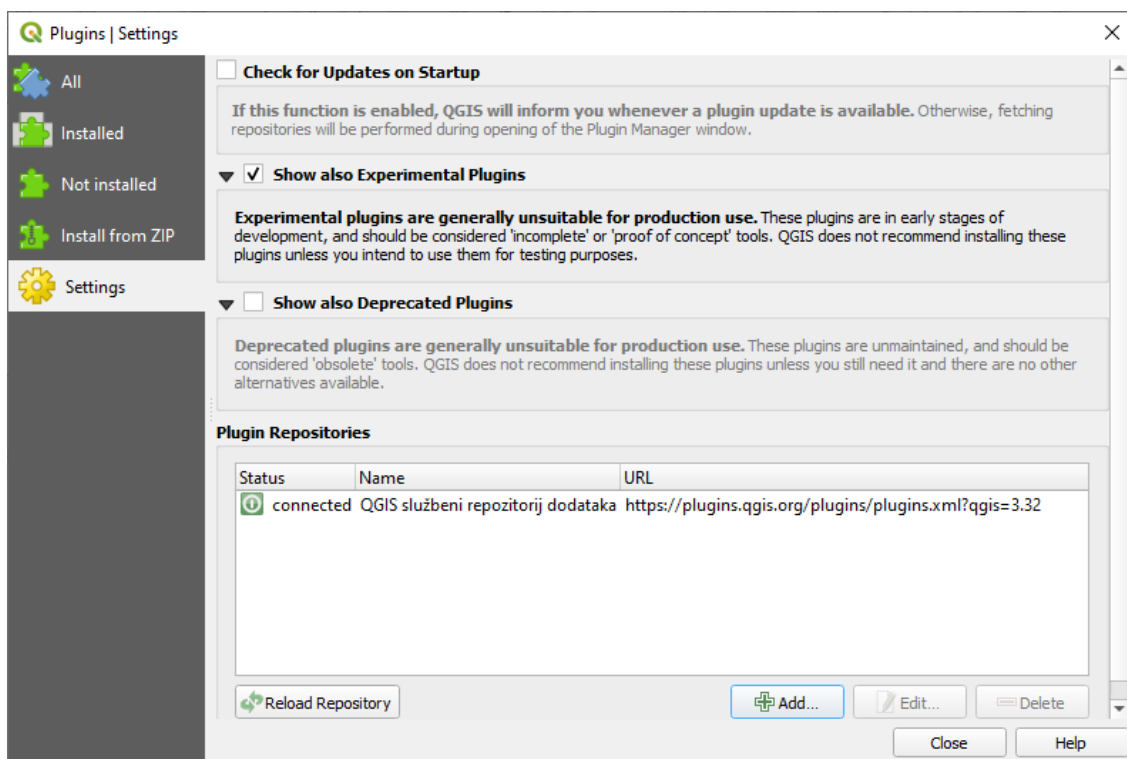 Plugins | Settings
All
Installed
Not installed
Install from ZIP
Settings
Check for Updates on Startup
If this function is enabled, QGIS will inform you whenever a plugin update is available. Otherwise, fetching
repositories will be performed during opening of the Plugin Manager window.
Show also Experimental Plugins
Experimental plugins are generally unsuitable for production use. These plugins are in early stages of
development, and should be considered 'incomplete' or 'proof of concept' tools. QGIS does not recommend installing these
plugins unless you intend to use them for testing purposes.
Show also Deprecated Plugins
Deprecated plugins are generally unsuitable for production use. These plugins are unmaintained, and should be
considered 'obsolete' tools. QGIS does not recommend installing these plugins unless you still need it and there are no other
alternatives available.
Plugin Repositories
Status Name URL
connected QGIS službeni repozitorij dodataka https://plugins.qgis.org/plugins/plugins.xml?qgis=3.32
Reload Repository Add... Edit... Delete
Close Help